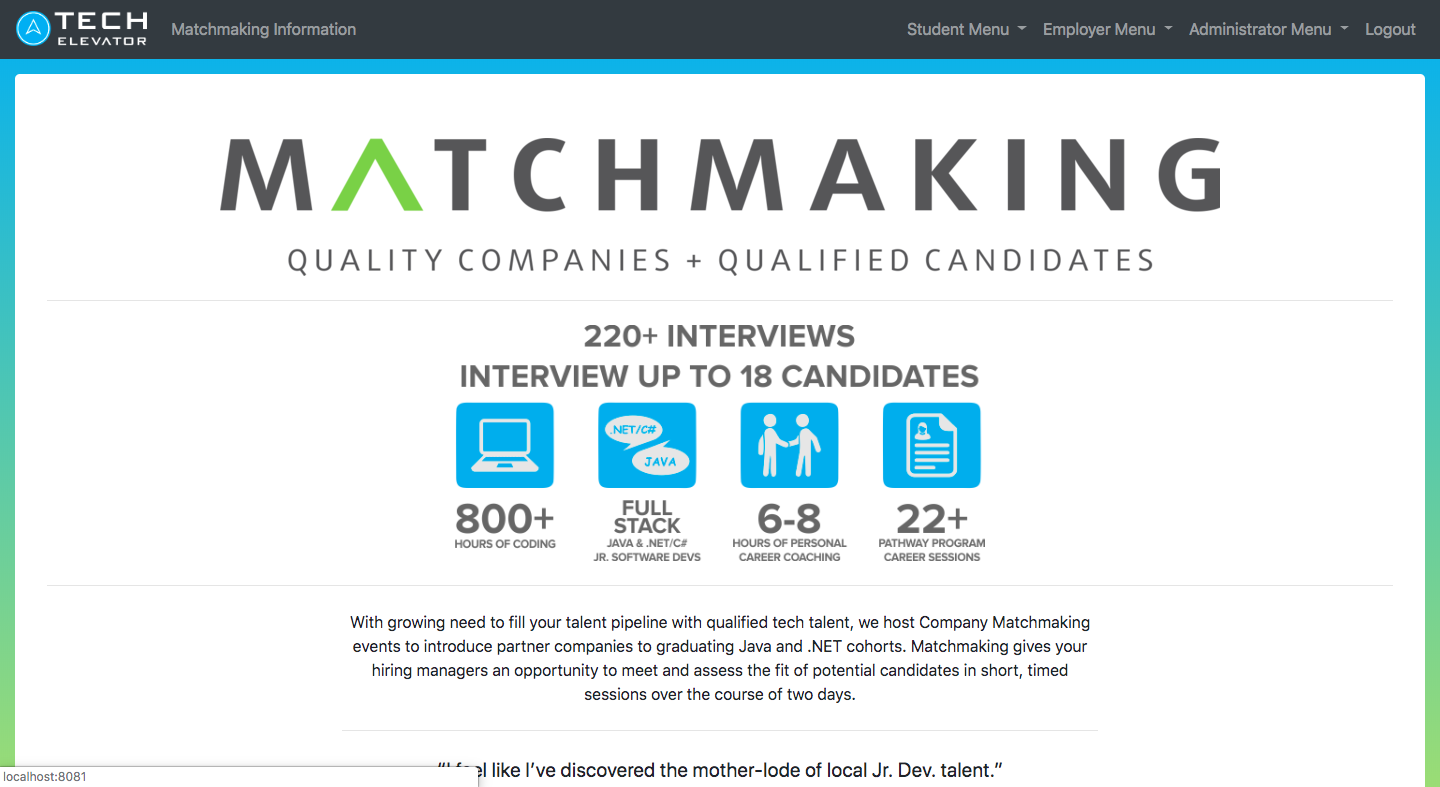 TECH
ELEVATOR
Matchmaking Information
Student Menu
Employer Menu
Administrator Menu
Logout
MATCHMAKING
QUALITY COMPANIES + QUALIFIED CANDIDATES
220+ INTERVIEWS
INTERVIEW UP TO 18 CANDIDATES
.NET/C#
JAVA
800+
HOURS OF CODING
FULL
STACK
JAVA & .NET/C#
JR. SOFTWARE DEVS
6-8
HOURS OF PERSONAL
CAREER COACHING
22+
PATHWAY PROGRAM
CAREER SESSIONS
With growing need to fill your talent pipeline with qualified tech talent, we host Company Matchmaking
events to introduce partner companies to graduating Java and .NET cohorts. Matchmaking gives your
hiring managers an opportunity to meet and assess the fit of potential candidates in short, timed
sessions over the course of two days.
“I feel like I’ve discovered the mother-lode of local Jr. Dev. talent.”
localhost:8081